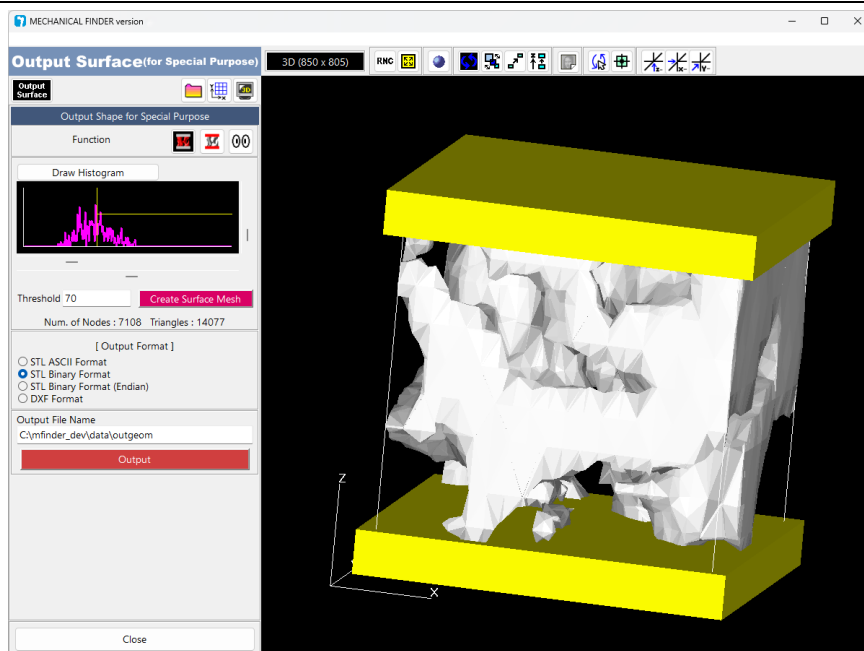 MECHANICAL FINDER version
Output Surface(for Special Purpose)
3D (850 x 805)
RNC
Output
Surface
3D
Output Shape for Special Purpose
Function
Draw Histogram
Threshold 70
Create Surface Mesh
Num. of Nodes : 7108 Triangles : 14077
[ Output Format ]
STL ASCII Format
STL Binary Format
STL Binary Format (Endian)
DXF Format
Output File Name
C:\mfinder_dev\data\outgeom
Output
Close
Z
X